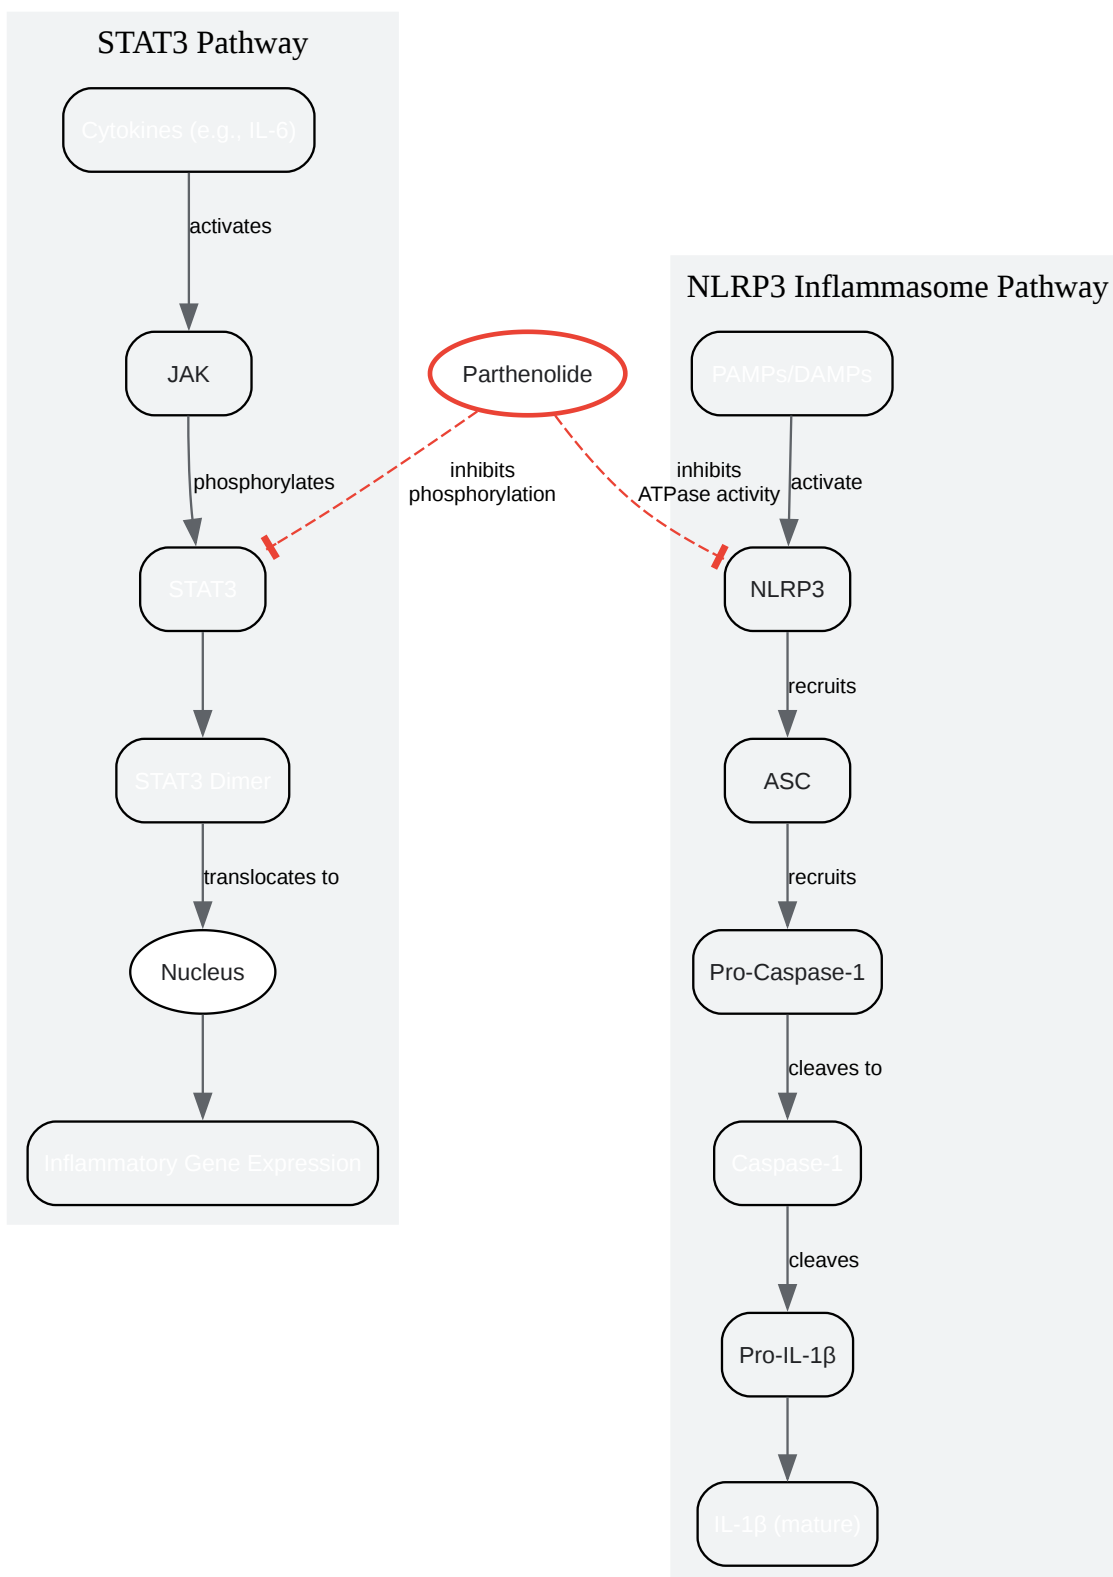 STAT3 Pathway
Cytokines (e.g., IL-6)
activates
JAK
phosphorylates
STAT3
STAT3 Dimer
translocates to
Nucleus
Inflammatory Gene Expression
Parthenolide
inhibits
phosphorylation
inhibits
ATPase activity
NLRP3 Inflammasome Pathway
PAMPs/DAMPs
activate
NLRP3
recruits
ASC
recruits
Pro-Caspase-1
cleaves to
Caspase-1
cleaves
Pro-IL-1β
IL-1β (mature)